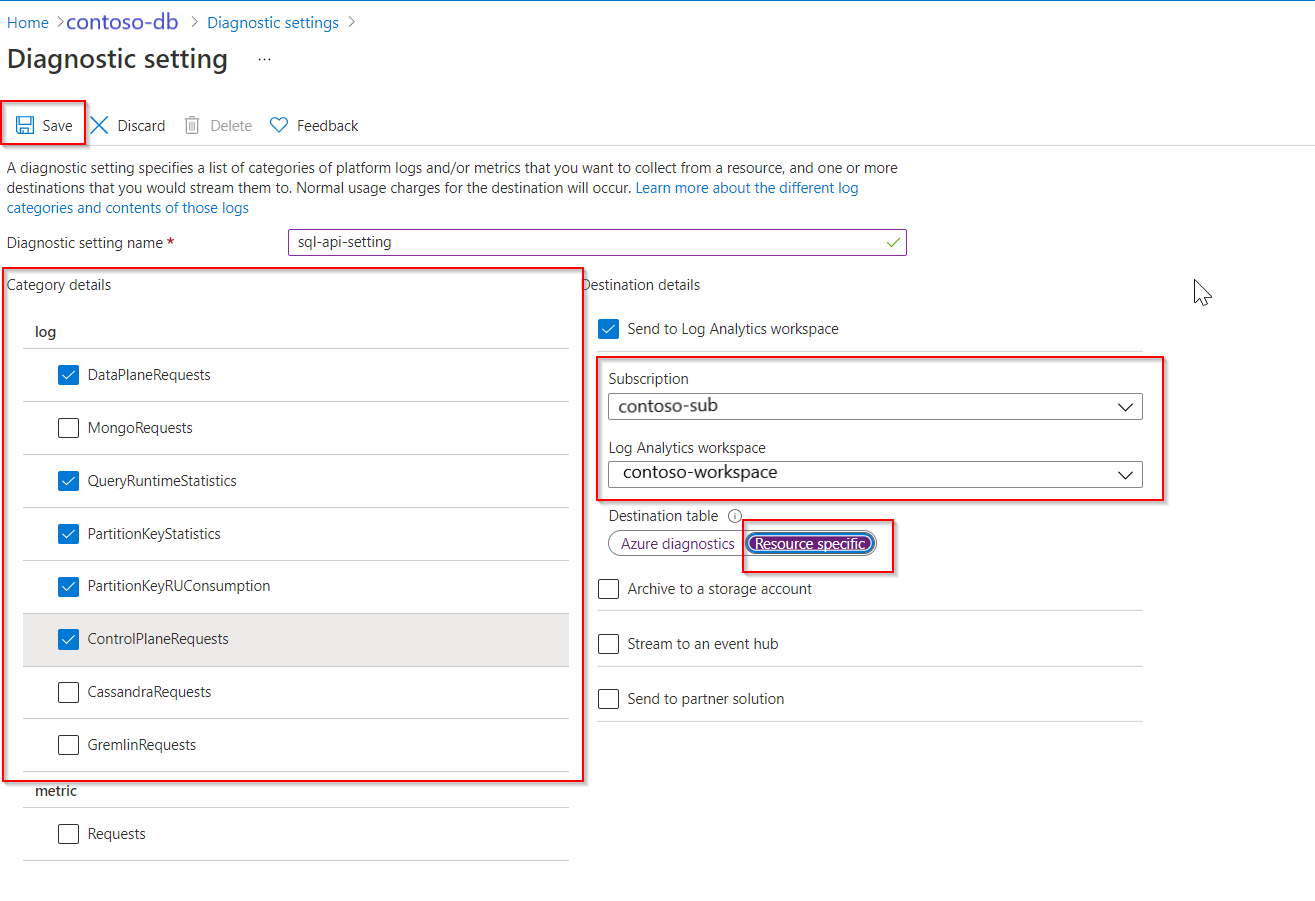 Home > contoso-db > Diagnostic settings >
Diagnostic setting ...
Save Discard Delete Feedback
A diagnostic setting specifies a list of categories of platform logs and/or metrics that you want to collect from a resource, and one or more
destinations that you would stream them to. Normal usage charges for the destination will occur. Learn more about the different log
categories and contents of those logs
Diagnostic setting name *
sql-api-setting
Category details
log
DataPlaneRequests
MongoRequests
QueryRuntimeStatistics
PartitionKeyStatistics
PartitionKeyRUConsumption
ControlPlaneRequests
CassandraRequests
GremlinRequests
metric
Requests
Destination details
Send to Log Analytics workspace
Subscription
contoso-sub
Log Analytics workspace
contoso-workspace
Destination table
Azure diagnostics Resource specific
Archive to a storage account
Stream to an event hub
Send to partner solution